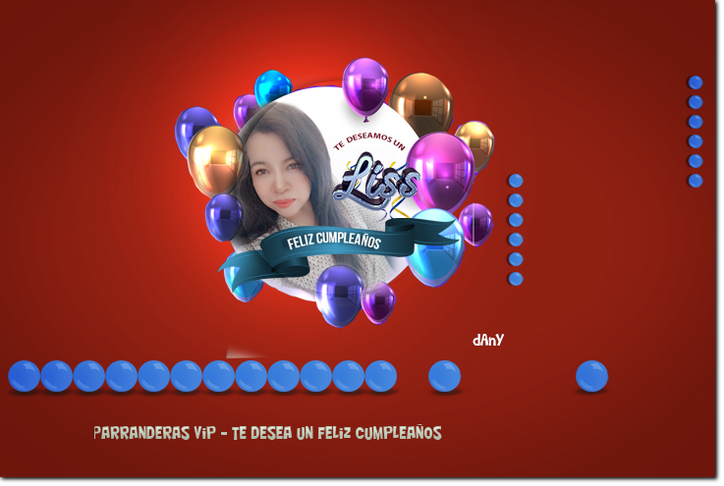 TE DESEAMOS UN
Liss
FELIZ CUMPLEAÑOS
dAnY
PARRANDERAS ViP - TE DESEA UN FELiZ CUMPLEAÑOS